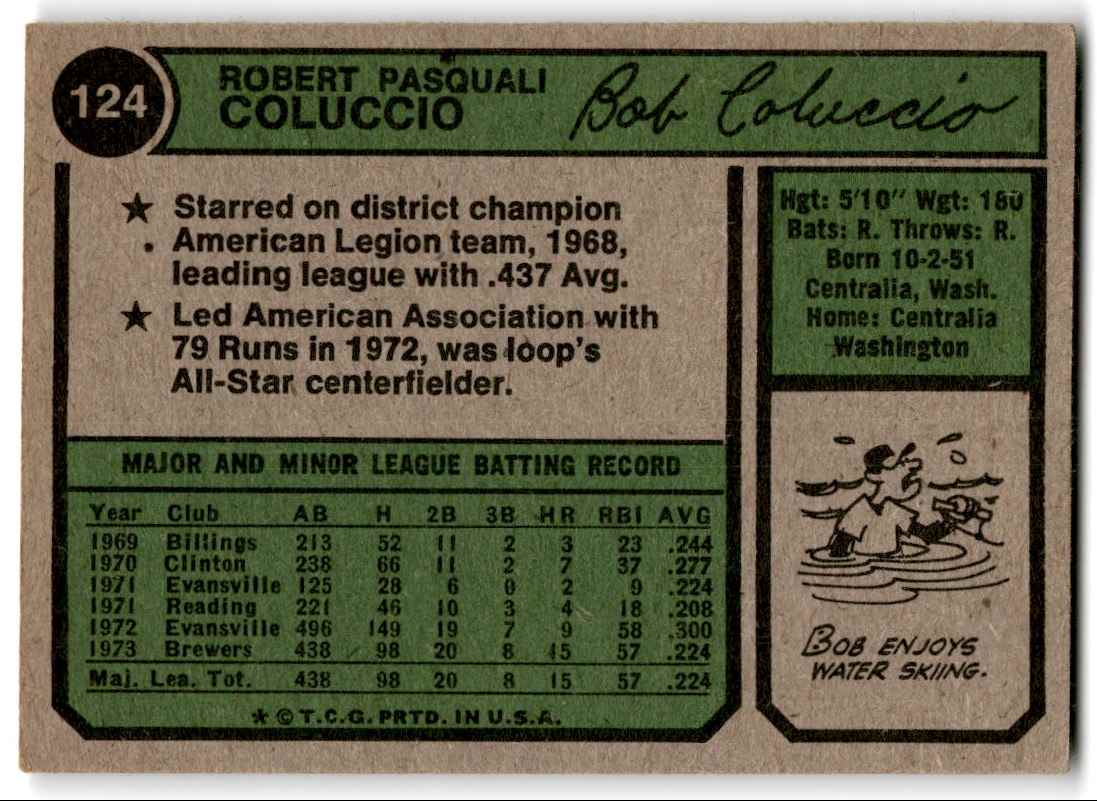 124
ROBERT PASQUALI
COLUCCIO
Bob Coluccio
★ Starred on district champion
American Legion team, 1968,
leading league with .437 Avg.
★ Led American Association with
79 Runs in 1972, was loop's
All-Star centerfielder.
Hgt: 5'10" Wgt: 180
Bats: R. Throws: R.
Born 10-2-51
Centralia, Wash.
Home: Centralia
Washington
MAJOR AND MINOR LEAGUE BATTING RECORD
Year Club AB H 2B 3B HR RBI AVG
1969 Billings 213 52 11 2 3 23 .244
1970 Clinton 238 66 11 2 7 37 .277
1971 Evansville 125 28 6 0 2 9 .224
1971 Reading 221 46 10 3 4 18 .208
1972 Evansville 496 149 19 7 9 58 .300
1973 Brewers 438 98 20 8 15 57 .224
Maj. Lea. Tot. 438 98 20 8 15 57 .224
★ © T.C.G. PRTD. IN U.S.A.
BOB ENJOYS
WATER SKIING.